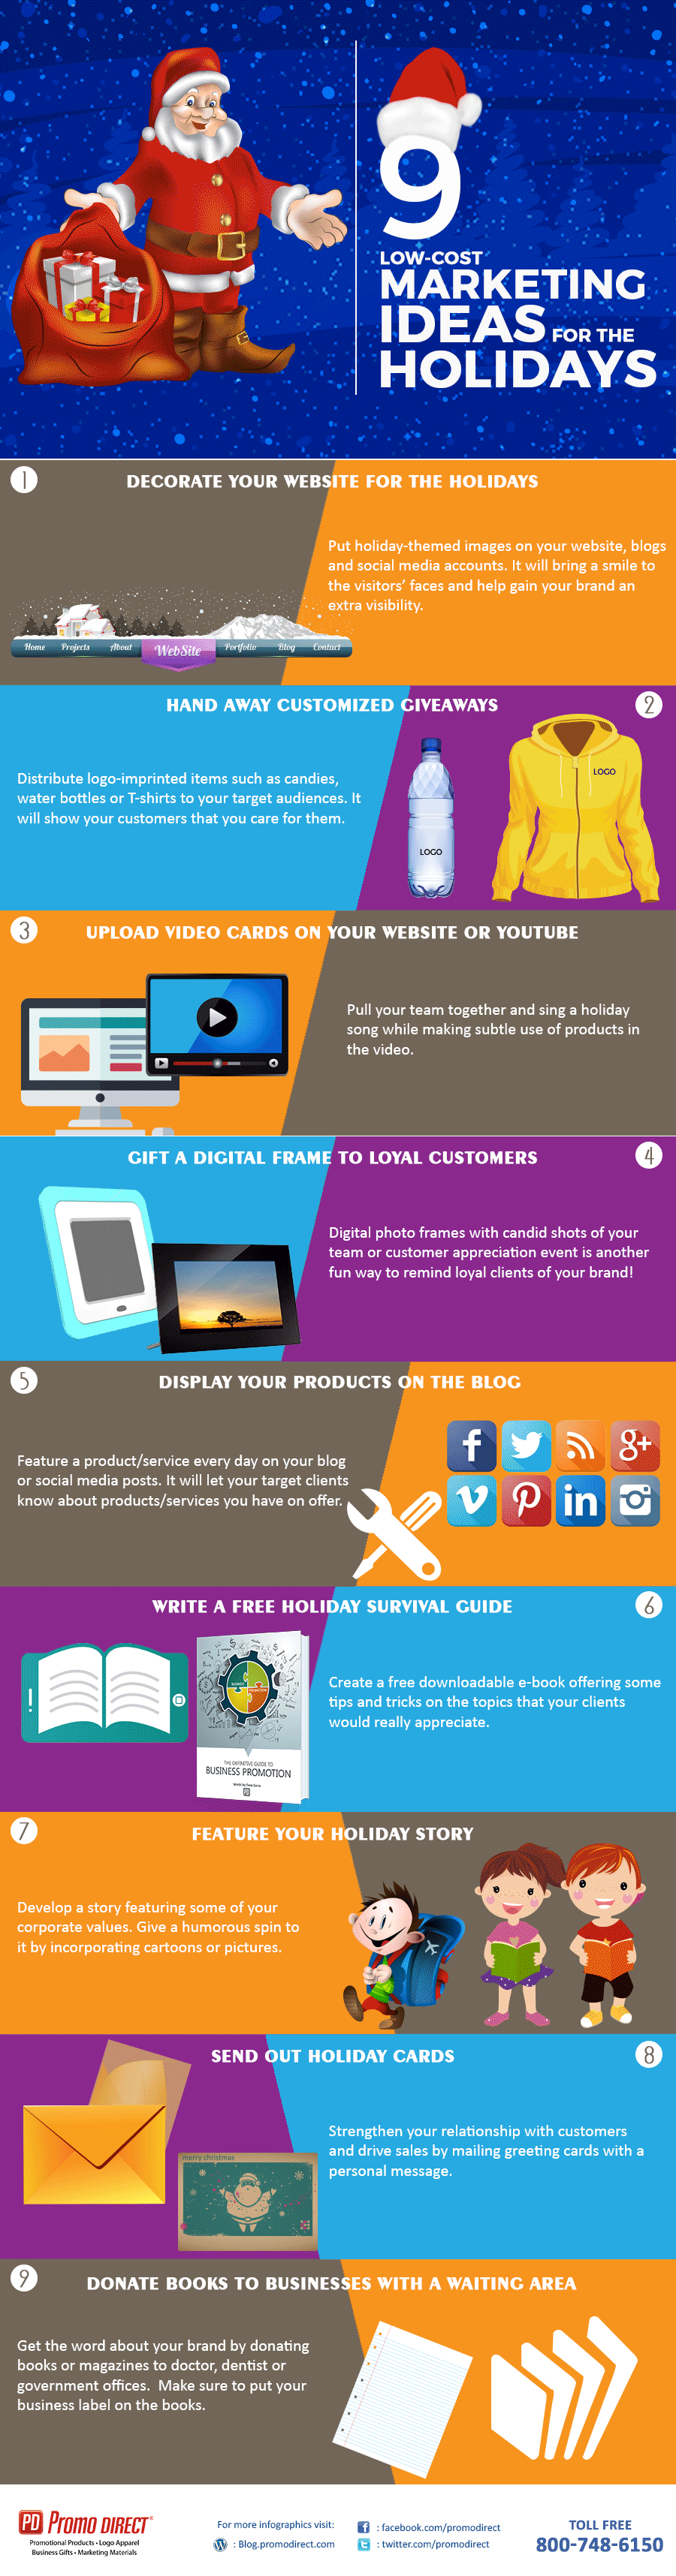 9
LOW-COST
MARKETING
IDEAS FOR THE
HOLIDAYS
1
DECORATE YOUR WEBSITE FOR THE HOLIDAYS
Put holiday-themed images on your website, blogs
and social media accounts. It will bring a smile to
the visitors' faces and help gain your brand an
extra visibility.
Home Projects About WebSite Portfolio Blog Contact
HAND AWAY CUSTOMIZED GIVEAWAYS
2
Distribute logo-imprinted items such as candies,
water bottles or T-shirts to your target audiences. It
will show your customers that you care for them.
LOGO
LOGO
3
UPLOAD VIDEO CARDS ON YOUR WEBSITE OR YOUTUBE
Pull your team together and sing a holiday
song while making subtle use of products in
the video.
GIFT A DIGITAL FRAME TO LOYAL CUSTOMERS
4
Digital photo frames with candid shots of your
team or customer appreciation event is another
fun way to remind loyal clients of your brand!
5
DISPLAY YOUR PRODUCTS ON THE BLOG
Feature a product/service every day on your blog
or social media posts. It will let your target clients
know about products/services you have on offer.
f
g+
in
WRITE A FREE HOLIDAY SURVIVAL GUIDE
6
THE DEFINITIVE GUIDE TO
BUSINESS PROMOTION
Create a free downloadable e-book offering some
tips and tricks on the topics that your clients
would really appreciate.
7
FEATURE YOUR HOLIDAY STORY
Develop a story featuring some of your
corporate values. Give a humorous spin to
it by incorporating cartoons or pictures.
SEND OUT HOLIDAY CARDS
8
merry christmas
Strengthen your relationship with customers
and drive sales by mailing greeting cards with a
personal message.
9
DONATE BOOKS TO BUSINESSES WITH A WAITING AREA
Get the word about your brand by donating
books or magazines to doctor, dentist or
government offices. Make sure to put your
business label on the books.
PD PROMO DIRECT®
Promotional Products • Logo Apparel
Business Gifts • Marketing Materials
For more infographics visit:
: Blog.promodirect.com
: facebook.com/promodirect
: twitter.com/promodirect
TOLL FREE
800-748-6150